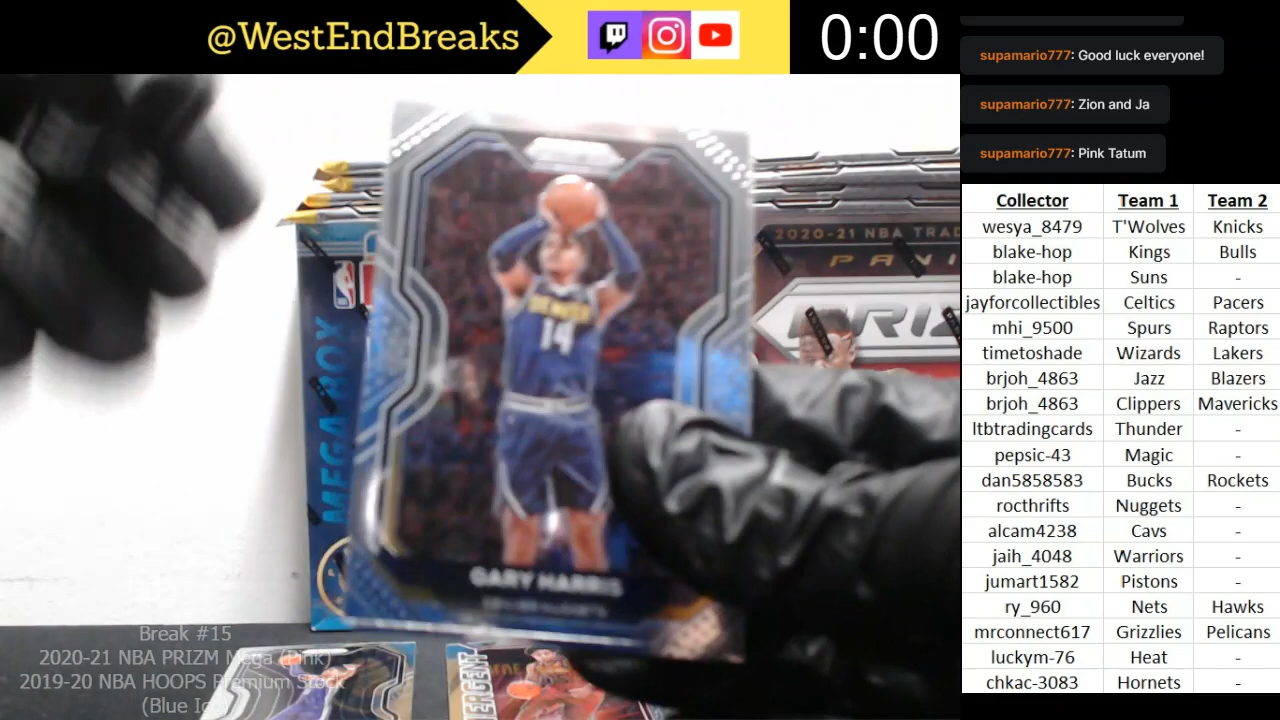 @WestEndBreaks
0:00
supamario777: Good luck everyone!
supamario777: Zion and Ja
supamario777: Pink Tatum
Collector Team 1 Team 2
wesya_8479 T'Wolves Knicks
blake-hop Kings Bulls
blake-hop Suns -
jayforcollectibles Celtics Pacers
mhi_9500 Spurs Raptors
timetoshade Wizards Lakers
brjoh_4863 Jazz Blazers
brjoh_4863 Clippers Mavericks
ltbtradingcards Thunder -
pepsic-43 Magic -
dan5858583 Bucks Rockets
rocthrifts Nuggets -
alcam4238 Cavs -
jaih_4048 Warriors -
jumart1582 Pistons -
ry_960 Nets Hawks
mrconnect617 Grizzlies Pelicans
luckym-76 Heat -
chkac-3083 Hornets -
2020-21 NBA TRAD
PANI
PRIZ
NBA
MEGA BOX
DENVER
14
GARY HARRIS
Break #15
2020-21 NBA PRIZM Mega (Pink)
2019-20 NBA HOOPS Premium Stock
(Blue Ice)